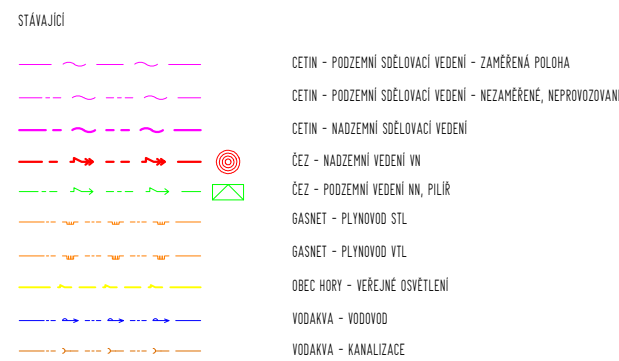 STÁVAJÍCÍ
CETIN - PODZEMNÍ SDĚLOVACÍ VEDENÍ - ZAMĚŘENÁ POLOHA
CETIN - PODZEMNÍ SDĚLOVACÍ VEDENÍ - NEZAMĚŘENÉ, NEPROVOZOVAN
CETIN - NADZEMNÍ SDĚLOVACÍ VEDENÍ
ČEZ - NADZEMNÍ VEDENÍ VN
ČEZ - PODZEMNÍ VEDENÍ NN, PILÍŘ
GASNET - PLYNOVOD STL
GASNET - PLYNOVOD VTL
OBEC HORY - VEŘEJNÉ OSVĚTLENÍ
VODAKVA - VODOVOD
VODAKVA - KANALIZACE